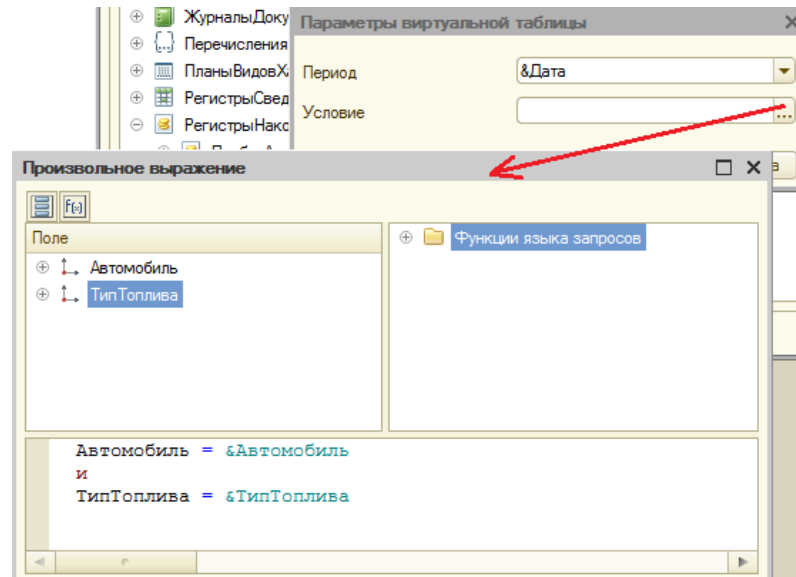 ЖурналыДоку
Параметры виртуальной таблицы
Перечисления
ПланыВидовХ
Период
&Дата
РегистрыСвед
Условие
...
РегистрыНако
Произвольное выражение
f(x)
Поле
Функции языка запросов
Автомобиль
ТипТоплива
Автомобиль = &Автомобиль
и
ТипТоплива = &ТипТоплива